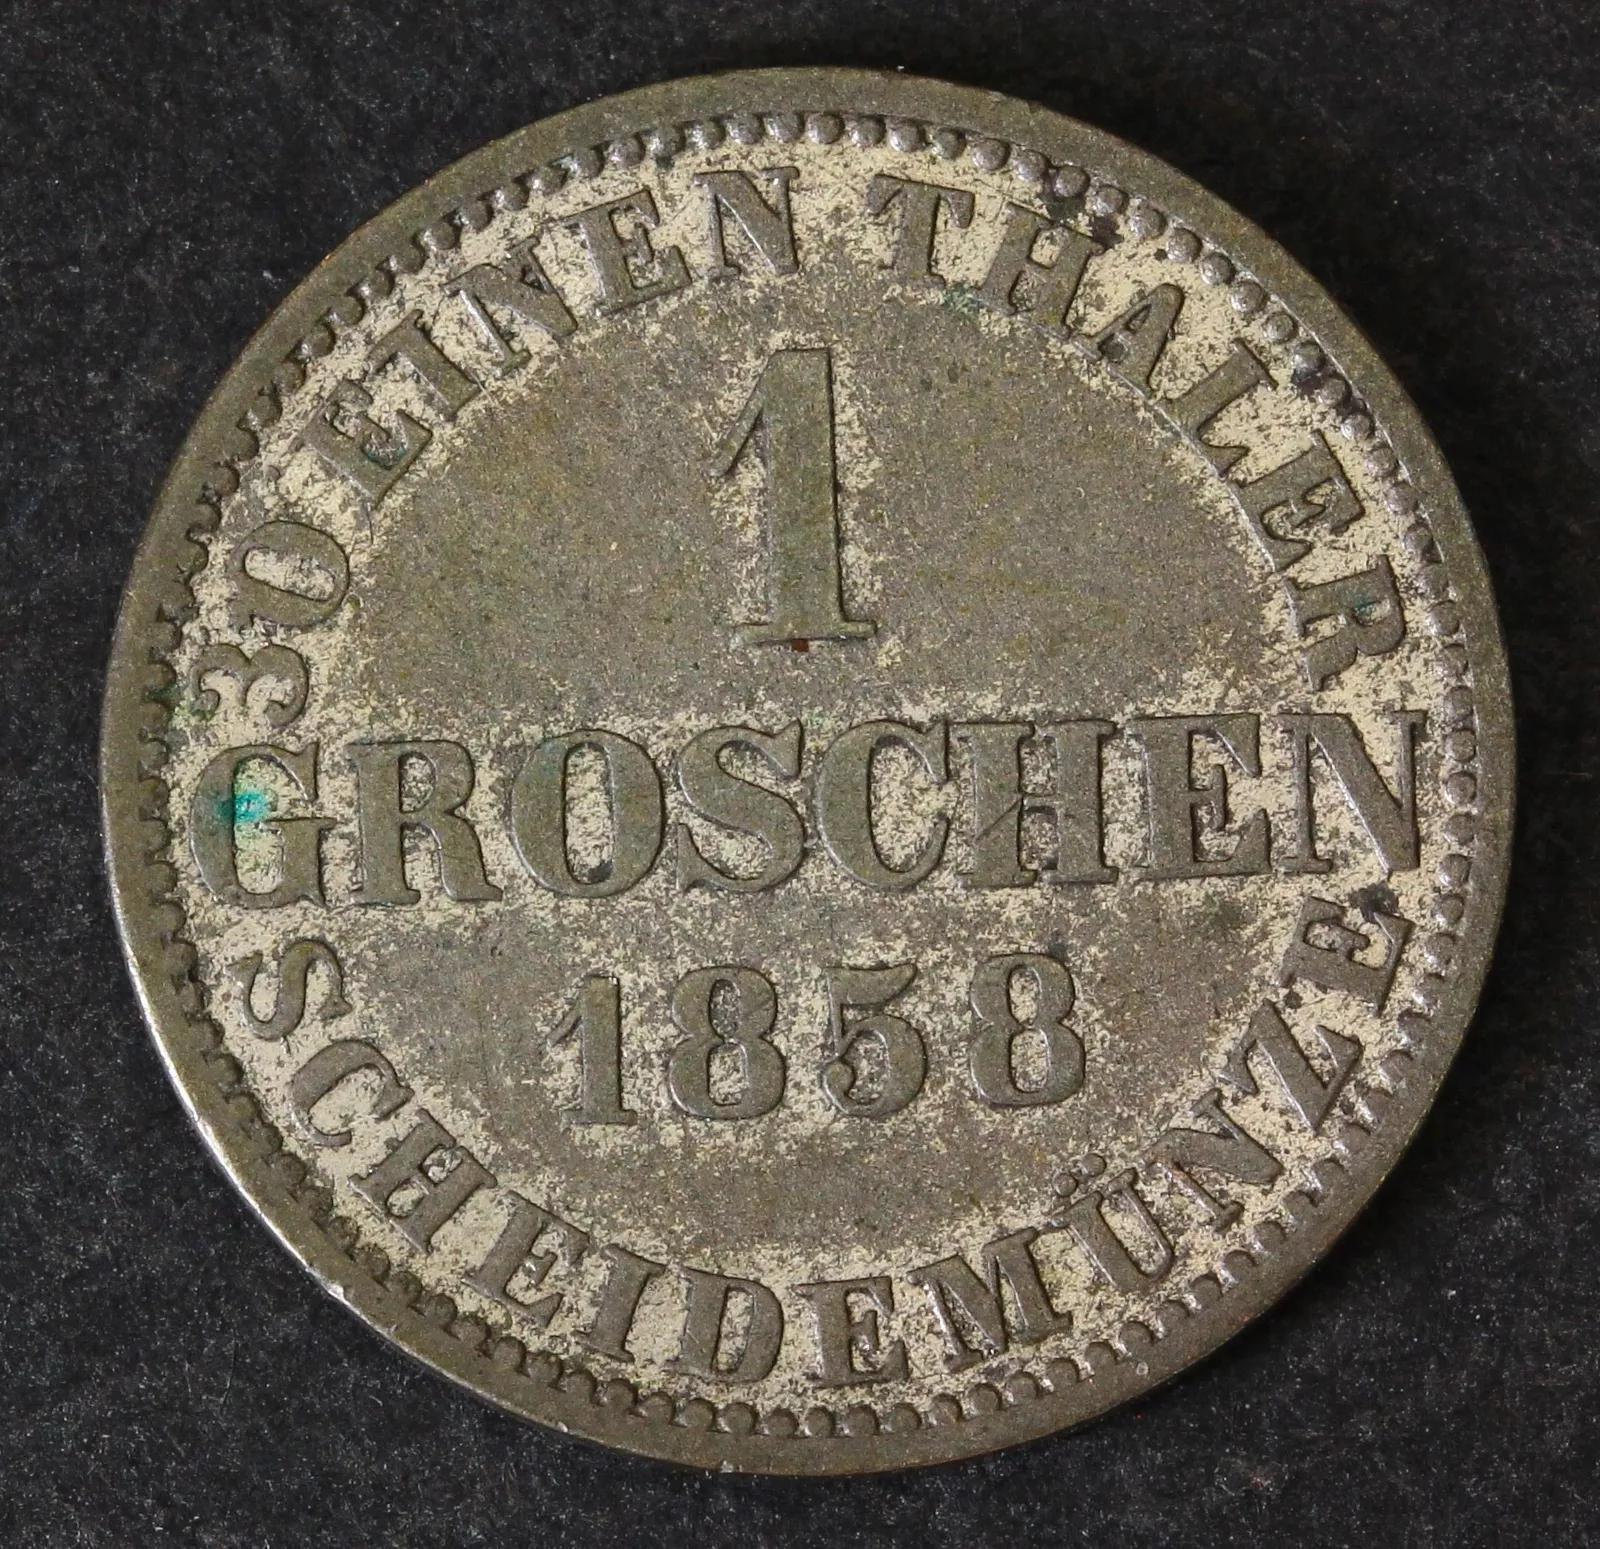 30 EINEN THALER
1
GROSCHEN
1858
SCHEIDEMÜNZE